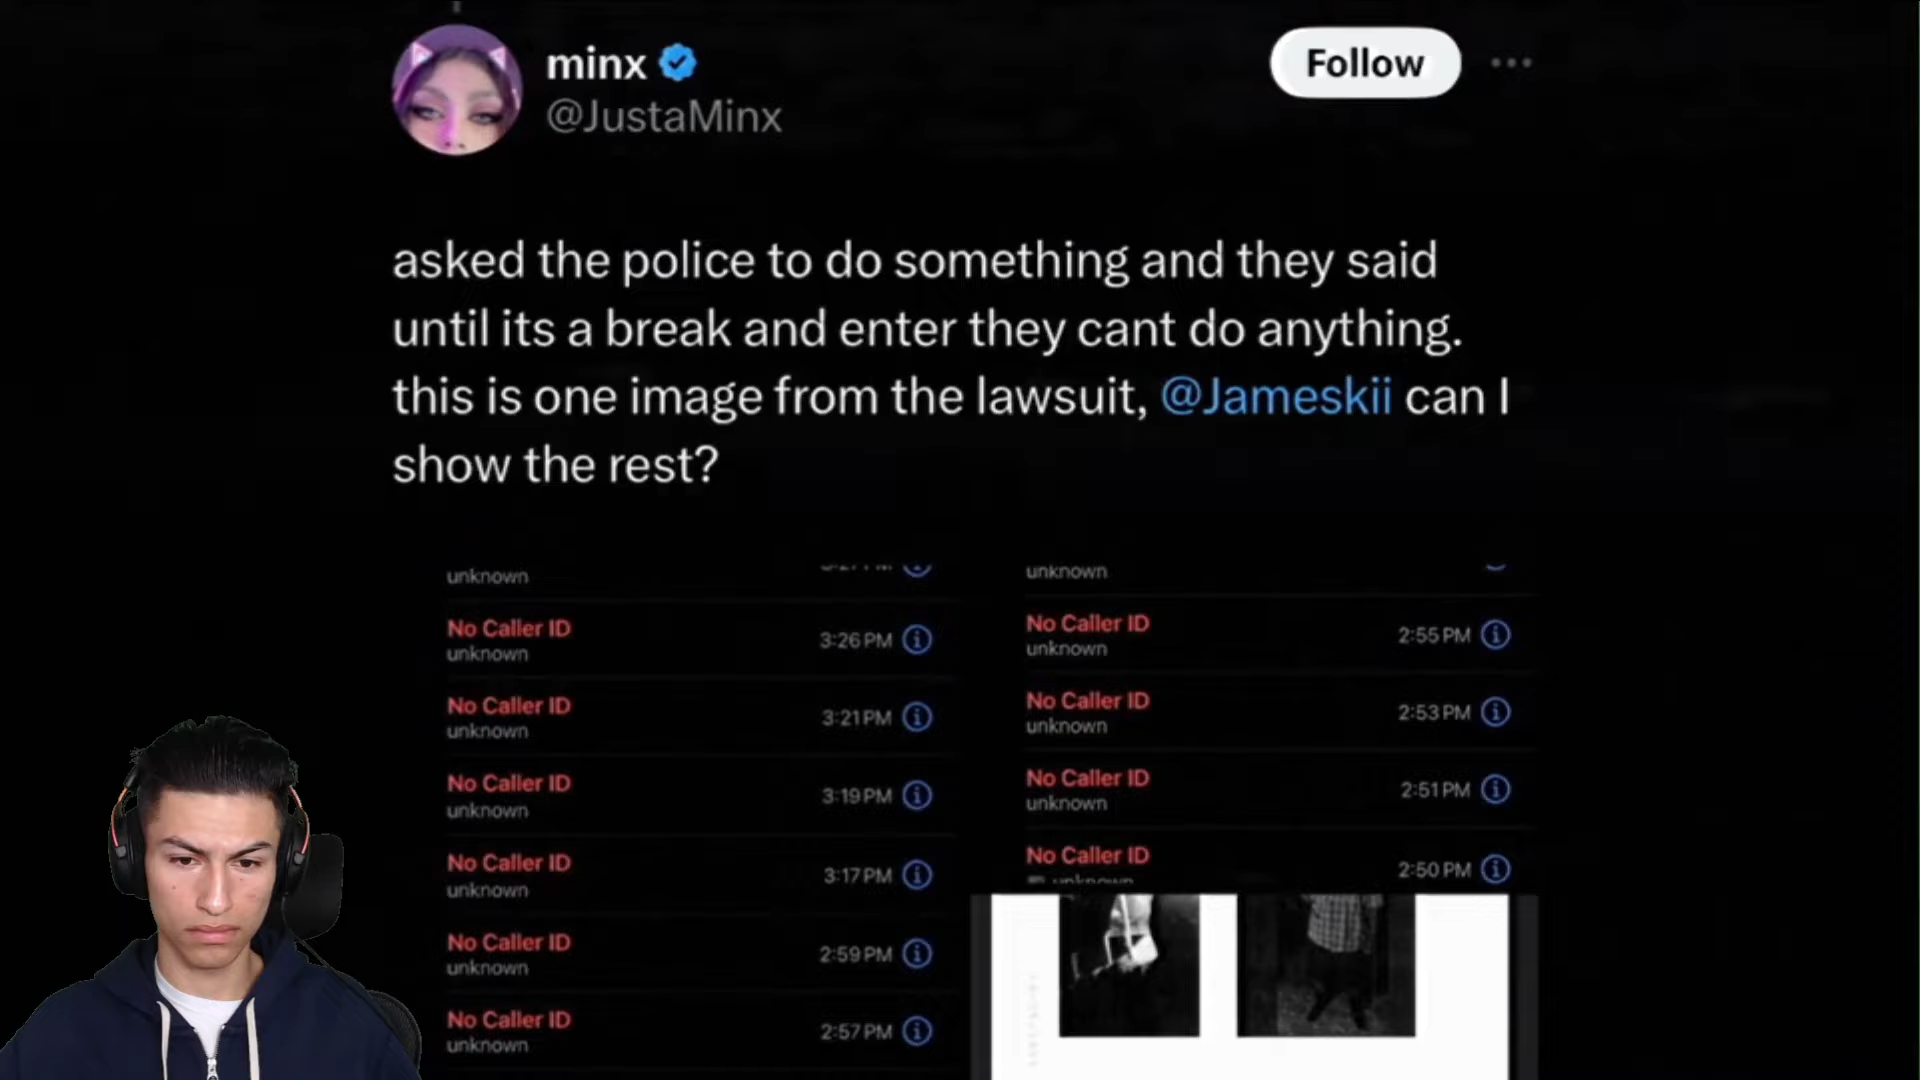 minx
@JustaMinx
Follow
asked the police to do something and they said
until its a break and enter they cant do anything.
this is one image from the lawsuit, @Jameskii can I
show the rest?
unknown
No Caller ID
unknown
3:26 PM
No Caller ID
unknown
3:21 PM
No Caller ID
unknown
3:19 PM
No Caller ID
unknown
3:17 PM
No Caller ID
unknown
2:59 PM
No Caller ID
unknown
2:57 PM
unknown
No Caller ID
unknown
2:55 PM
No Caller ID
unknown
2:53 PM
No Caller ID
unknown
2:51 PM
No Caller ID
unknown
2:50 PM